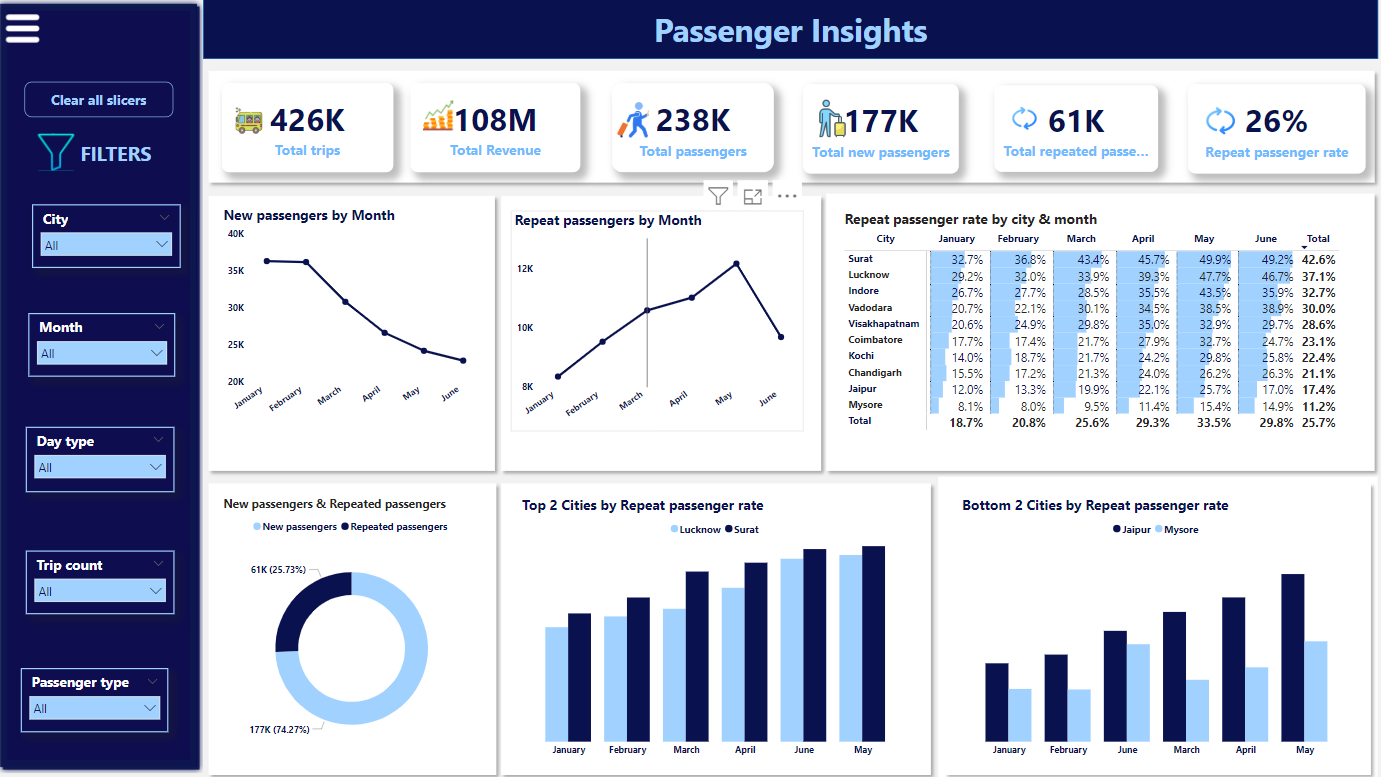 Passenger Insights
Clear all slicers
FILTERS
City
All
Month
All
Day type
All
Trip count
All
Passenger type
All
426K
Total trips
108M
Total Revenue
238K
Total passengers
177K
Total new passengers
61K
Total repeated passe...
26%
Repeat passenger rate
New passengers by Month
40K
35K
30K
25K
20K
January February March April May June
Repeat passengers by Month
12K
10K
8K
January February March April May June
Repeat passenger rate by city & month
City January February March April May June Total
Surat 32.7% 36.8% 43.4% 45.7% 49.9% 49.2% 42.6%
Lucknow 29.2% 32.0% 33.9% 39.3% 47.7% 46.7% 37.1%
Indore 26.7% 27.7% 28.5% 35.5% 43.5% 35.9% 32.7%
Vadodara 20.7% 22.1% 30.1% 34.5% 38.5% 38.9% 30.0%
Visakhapatnam 20.6% 24.9% 29.8% 35.0% 32.9% 29.7% 28.6%
Coimbatore 17.7% 17.4% 21.7% 27.9% 32.7% 24.7% 23.1%
Kochi 14.0% 18.7% 21.7% 24.2% 29.8% 25.8% 22.4%
Chandigarh 15.5% 17.2% 21.3% 24.0% 26.2% 26.3% 21.1%
Jaipur 12.0% 13.3% 19.9% 22.1% 25.7% 17.0% 17.4%
Mysore 8.1% 8.0% 9.5% 11.4% 15.4% 14.9% 11.2%
Total 18.7% 20.8% 25.6% 29.3% 33.5% 29.8% 25.7%
New passengers & Repeated passengers
New passengers Repeated passengers
61K (25.73%)
177K (74.27%)
Top 2 Cities by Repeat passenger rate
Lucknow Surat
January February March April June May
Bottom 2 Cities by Repeat passenger rate
Jaipur Mysore
January February June March April May